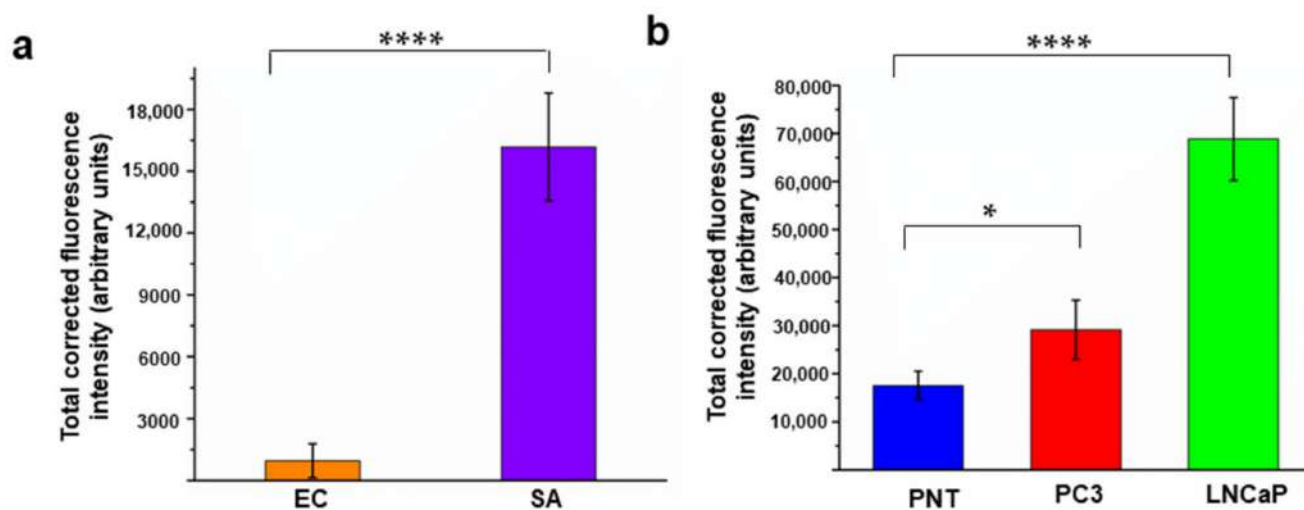 a
****
Total corrected fluorescence
intensity (arbitrary units)
18,000
15,000
12,000
9000
6000
3000
EC
SA
b
****
*
Total corrected fluorescence
intensity (arbitrary units)
80,000
70,000
60,000
50,000
40,000
30,000
20,000
10,000
PNT
PC3
LNCaP